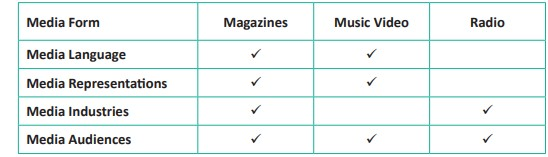 Media Form Magazines Music Video Radio
Media Language ✓ ✓
Media Representations ✓ ✓
Media Industries ✓ ✓
Media Audiences ✓ ✓ ✓